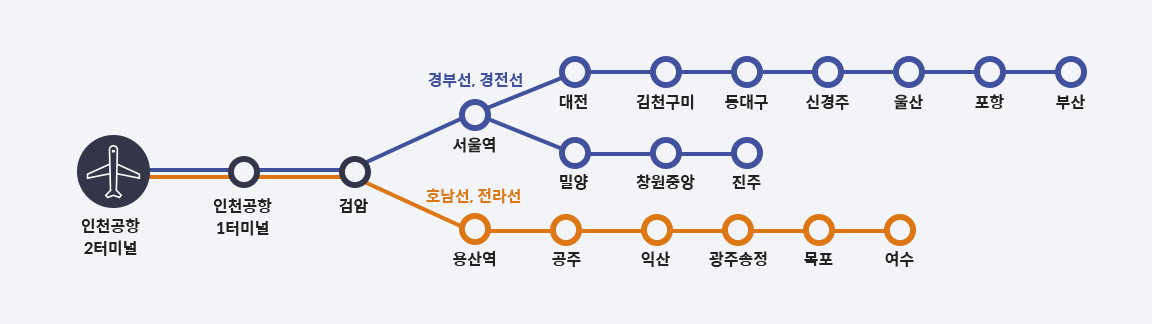 경부선, 경전선
대전
김천구미
동대구
신경주
울산
포항
부산
서울역
밀양
창원중앙
진주
인천공항
2터미널
인천공항
1터미널
검암
호남선, 전라선
용산역
공주
익산
광주송정
목포
여수